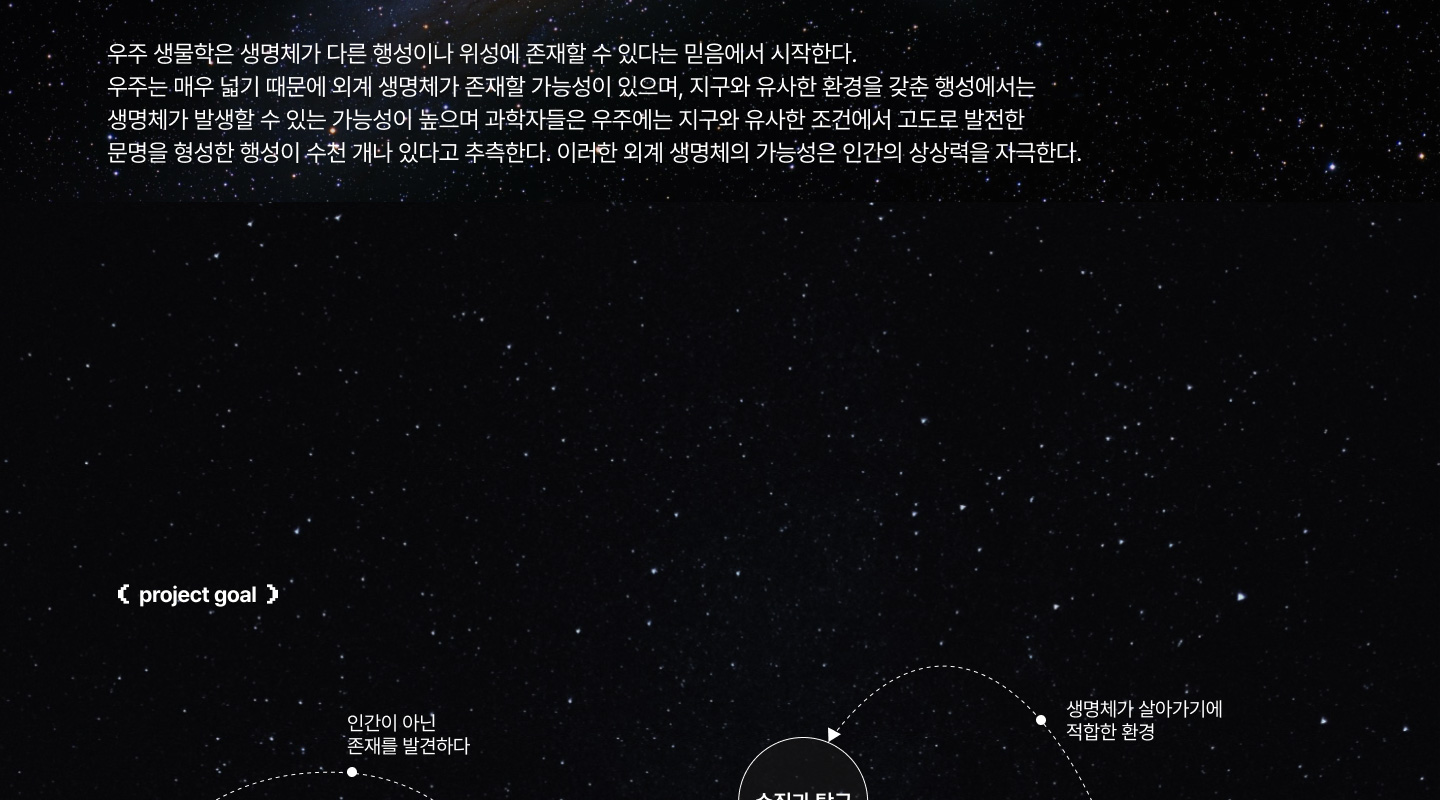 우주 생물학은 생명체가 다른 행성이나 위성에 존재할 수 있다는 믿음에서 시작한다.
우주는 매우 넓기 때문에 외계 생명체가 존재할 가능성이 있으며, 지구와 유사한 환경을 갖춘 행성에서는
생명체가 발생할 수 있는 가능성이 높으며 과학자들은 우주에는 지구와 유사한 조건에서 고도로 발전한
문명을 형성한 행성이 수천 개나 있다고 추측한다. 이러한 외계 생명체의 가능성은 인간의 상상력을 자극한다.
project goal
인간이 아닌
존재를 발견하다
생명체가 살아가기에
적합한 환경